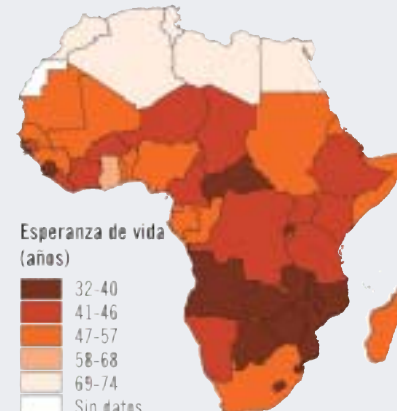 Esperanza de vida
(años)
32-40
41-46
47-57
58-68
69-74
Sin datos